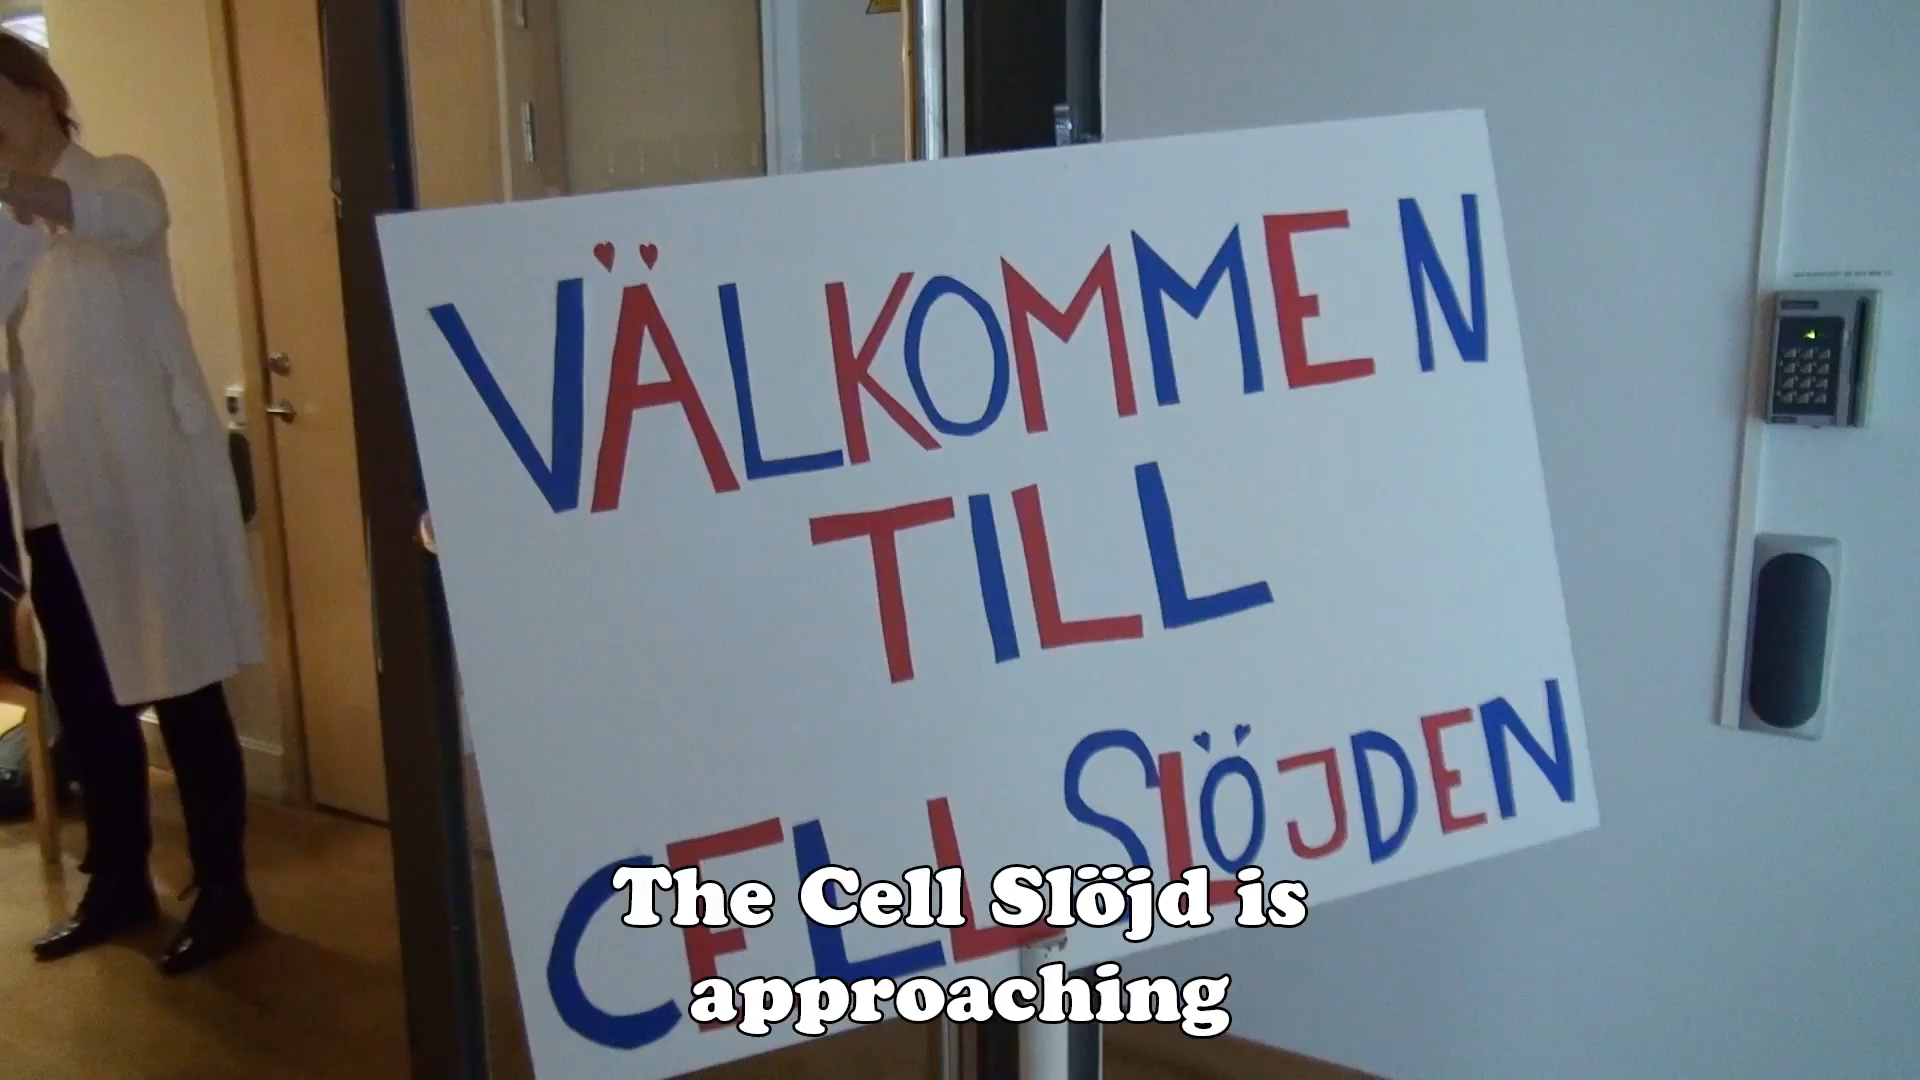 VÄLKOMMEN
TILL
CELLSLÖJDEN
The Cell Slöjd is
approaching